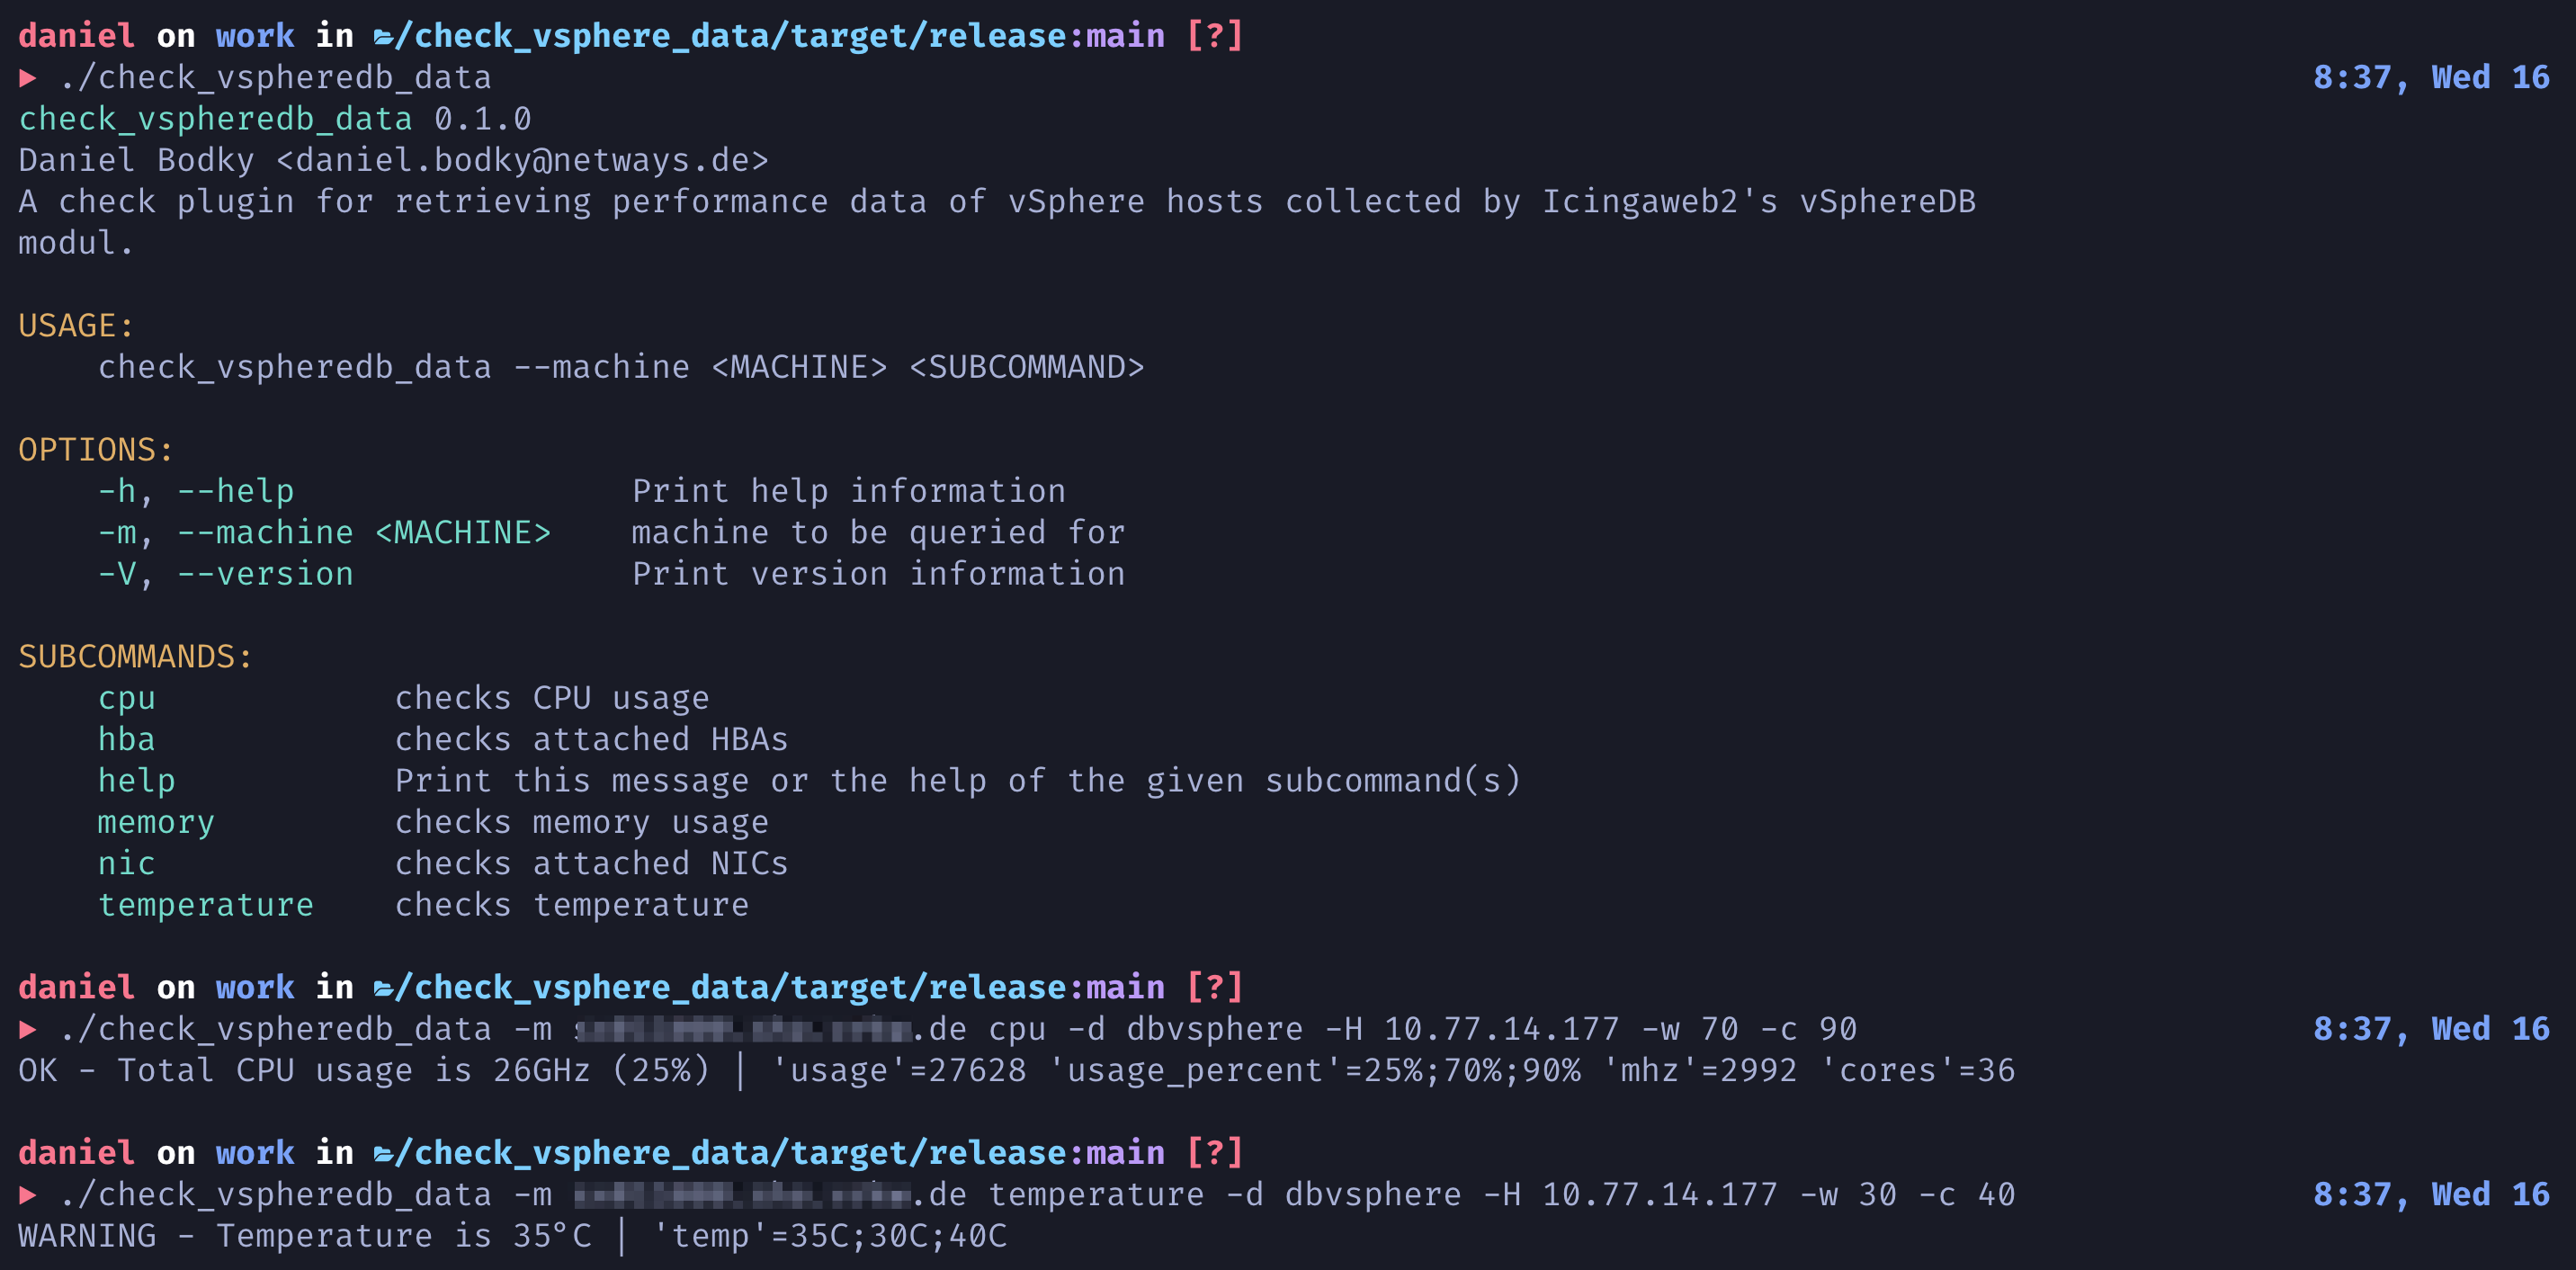 daniel on work in ~/check_vsphere_data/target/release:main [?]
▶ ./check_vspheredb_data 8:37, Wed 16
check_vspheredb_data 0.1.0
Daniel Bodky <daniel.bodky@netways.de>
A check plugin for retrieving performance data of vSphere hosts collected by Icingaweb2's vSphereDB
modul.
USAGE:
check_vspheredb_data --machine <MACHINE> <SUBCOMMAND>
OPTIONS:
-h, --help Print help information
-m, --machine <MACHINE> machine to be queried for
-V, --version Print version information
SUBCOMMANDS:
cpu checks CPU usage
hba checks attached HBAs
help Print this message or the help of the given subcommand(s)
memory checks memory usage
nic checks attached NICs
temperature checks temperature
daniel on work in /check_vsphere_data/target/release:main [?]
▶ ./check_vspheredb_data -m .de cpu -d dbvsphere -H 10.77.14.177 -w 70 -c 90 8:37, Wed 16
OK - Total CPU usage is 26GHz (25%) | 'usage'=27628 'usage_percent'=25%;70%;90% 'mhz'=2992 'cores'=36
daniel on work in /check_vsphere_data/target/release:main [?]
▶ ./check_vspheredb_data -m .de temperature -d dbvsphere -H 10.77.14.177 -w 30 -c 40 8:37, Wed 16
WARNING - Temperature is 35°C | 'temp'=35C;30C;40C